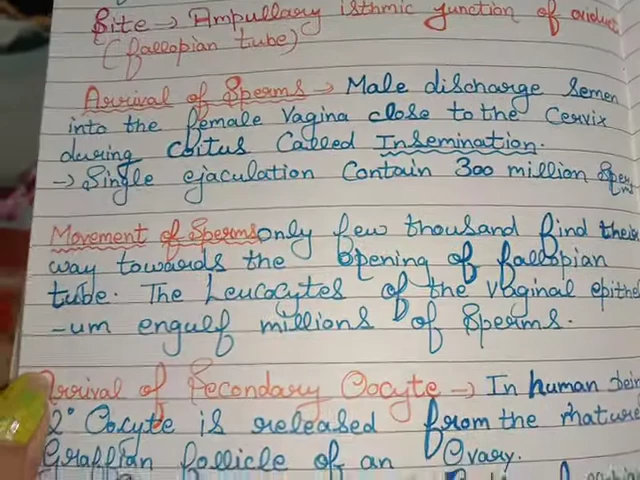 Site → Ampullary isthmic junction of oviduct
(fallopian tube)
Arrival of Sperms → Male discharge Semen
into the female Vagina close to the Cervix
during Coitus Called Insemination.
→ Single ejaculation Contain 300 million
Movement of Sperms only few thousand find their
way towards the opening of fallopian
tube. The Leucocytes of the vaginal epithel
-um engulf millions of Sperms.
Arrival of Secondary Oocyte → In human bein
2° Oocyte is released from the mature
Graffian follicle of an Ovary.